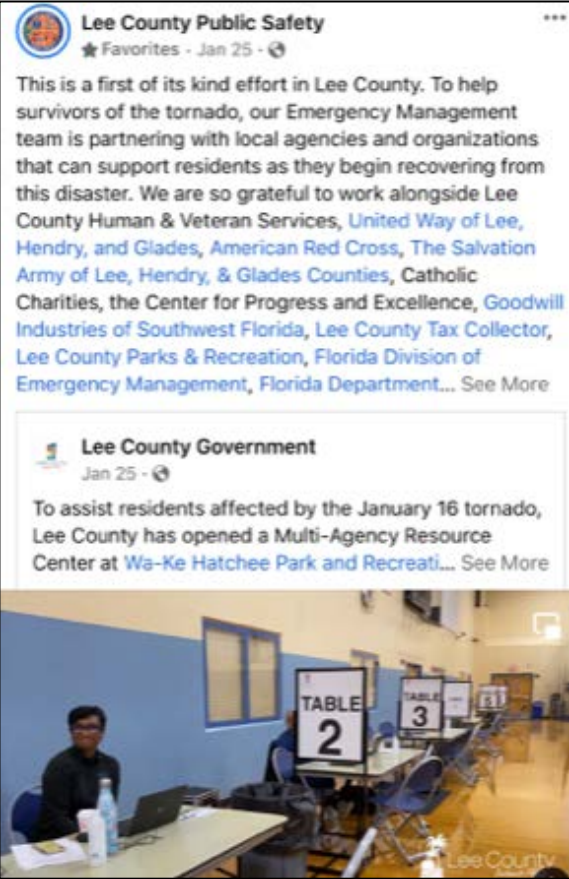 Lee County Public Safety
Favorites · Jan 25 ·
This is a first of its kind effort in Lee County. To help
survivors of the tornado, our Emergency Management
team is partnering with local agencies and organizations
that can support residents as they begin recovering from
this disaster. We are so grateful to work alongside Lee
County Human & Veteran Services, United Way of Lee,
Hendry, and Glades, American Red Cross, The Salvation
Army of Lee, Hendry, & Glades Counties, Catholic
Charities, the Center for Progress and Excellence, Goodwill
Industries of Southwest Florida, Lee County Tax Collector,
Lee County Parks & Recreation, Florida Division of
Emergency Management, Florida Department... See More
Lee County Government
Jan 25 ·
To assist residents affected by the January 16 tornado,
Lee County has opened a Multi-Agency Resource
Center at Wa-Ke Hatchee Park and Recreati... See More
TABLE
2
TABLE
3
Lee County